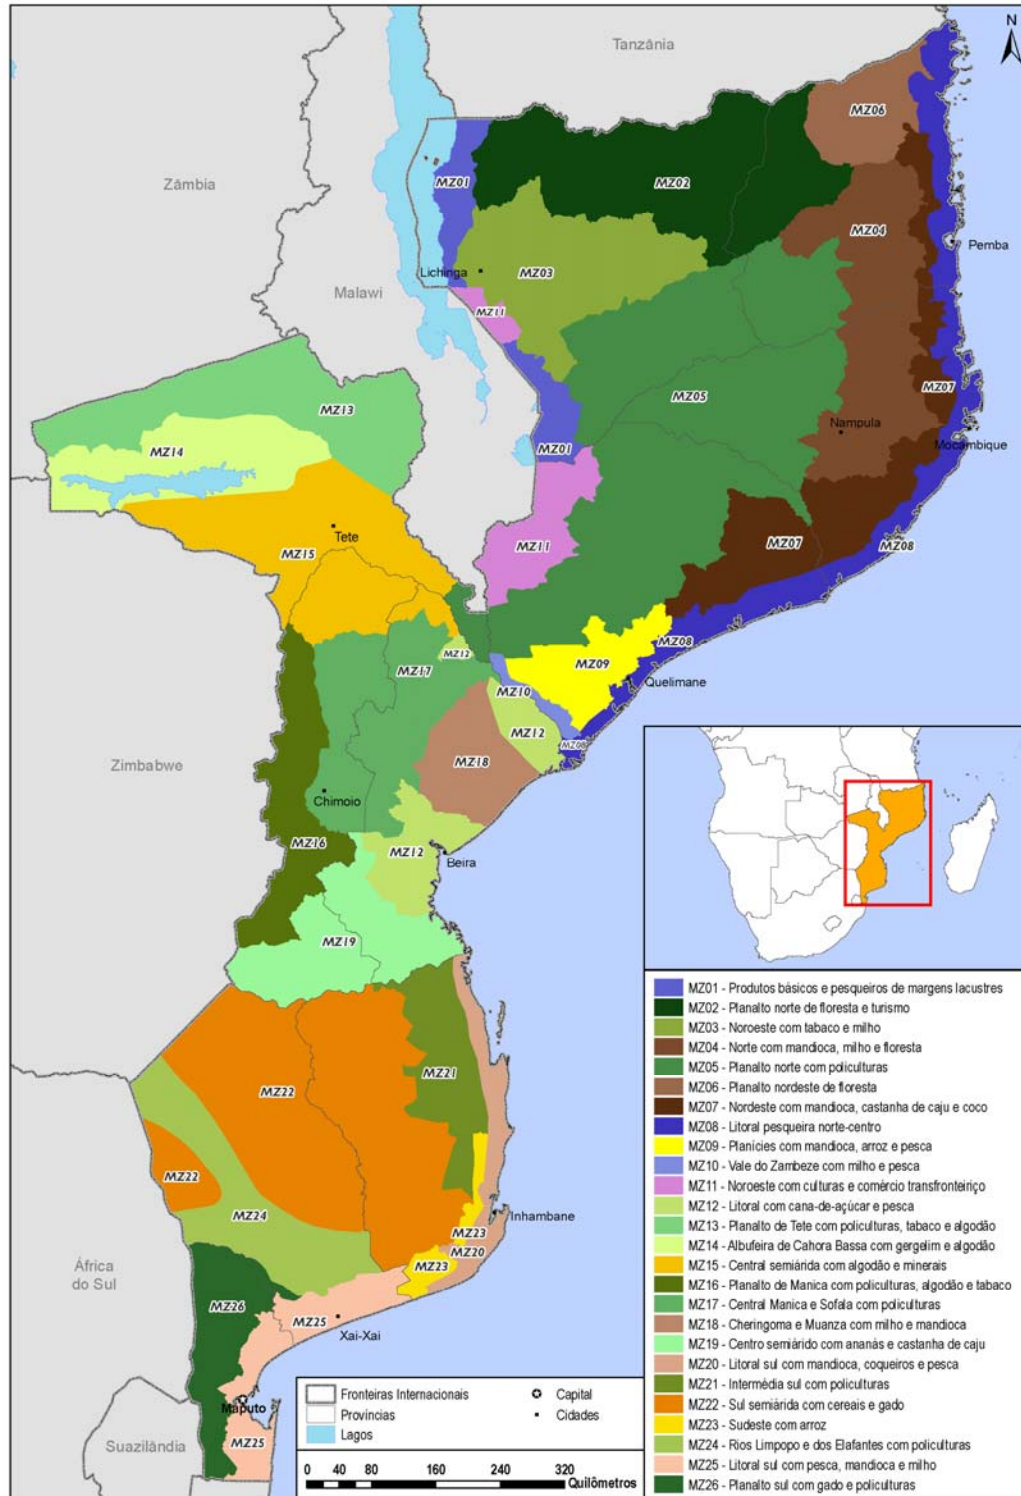 N
Tanzânia
MZ06
Zâmbia
MZ01
MZ02
MZ04
Pemba
Lichinga
MZ03
Malawi
MZ11
MZ13
MZ05
MZ07
Nampula
Moçambique
MZ14
MZ01
Tete
MZ15
MZ11
MZ07
MZ08
MZ12
MZ17
MZ09
MZ08
Quelimane
MZ10
MZ12
MZ08
MZ18
Zimbabwe
Chimoio
MZ16
MZ12
Beira
MZ19
MZ21
MZ22
MZ22
MZ24
Inhambane
MZ23
MZ20
MZ23
África
do Sul
MZ26
MZ25
Xai-Xai
Maputo
MZ25
Suazilândia
MZ01 - Produtos básicos e pesqueiros de margens lacustres
MZ02 - Planalto norte de floresta e turismo
MZ03 - Noroeste com tabaco e milho
MZ04 - Norte com mandioca, milho e floresta
MZ05 - Planalto norte com policulturas
MZ06 - Planalto nordeste de floresta
MZ07 - Nordeste com mandioca, castanha de caju e coco
MZ08 - Litoral pesqueira norte-centro
MZ09 - Planícies com mandioca, arroz e pesca
MZ10 - Vale do Zambeze com milho e pesca
MZ11 - Noroeste com culturas e comércio transfronteiriço
MZ12 - Litoral com cana-de-açúcar e pesca
MZ13 - Planalto de Tete com policulturas, tabaco e algodão
MZ14 - Albufeira de Cahora Bassa com gergelim e algodão
MZ15 - Central semiárida com algodão e minerais
MZ16 - Planalto de Manica com policulturas, algodão e tabaco
MZ17 - Central Manica e Sofala com policulturas
MZ18 - Cheringoma e Muanza com milho e mandioca
MZ19 - Centro semiárido com ananás e castanha de caju
MZ20 - Litoral sul com mandioca, coqueiros e pesca
MZ21 - Intermédia sul com policulturas
MZ22 - Sul semiárida com cereais e gado
MZ23 - Sudeste com arroz
MZ24 - Rios Limpopo e dos Elafantes com policulturas
MZ25 - Litoral sul com pesca, mandioca e milho
MZ26 - Planalto sul com gado e policulturas
Fronteiras Internacionais
Províncias
Lagos
Capital
Cidades
0 20 40 80 160 240 320
Quilômetros